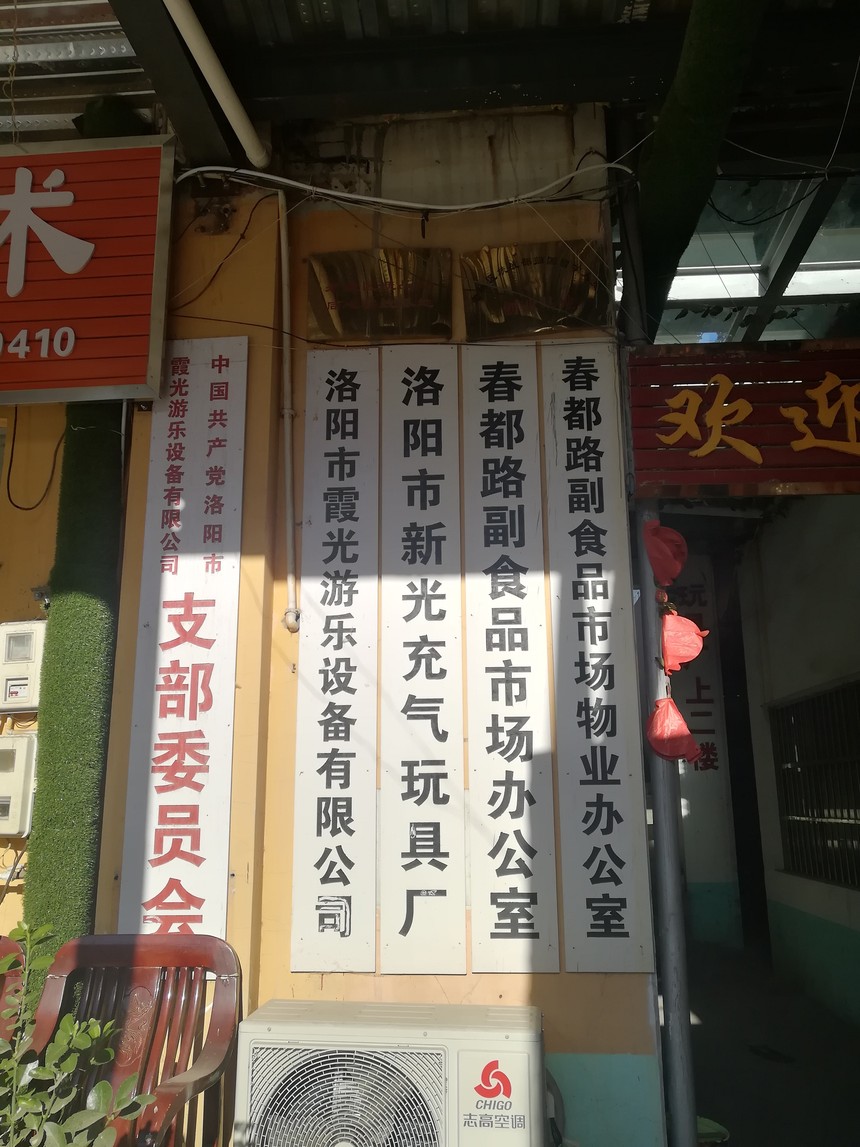 术
0410
中国共产党洛阳市
霞光游乐设备有限公司
支部委员会
洛阳市霞光游乐设备有限公司
洛阳市新光充气玩具厂
春都路副食品市场办公室
春都路副食品市场物业办公室
欢迎
上二楼
CHIGO
志高空调